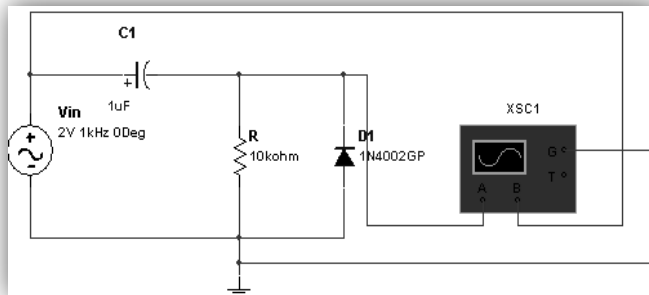 C1
+
1uF
Vin
2V 1kHz 0Deg
+
R
10kohm
D1
1N4002GP
XSC1
G
T
A B